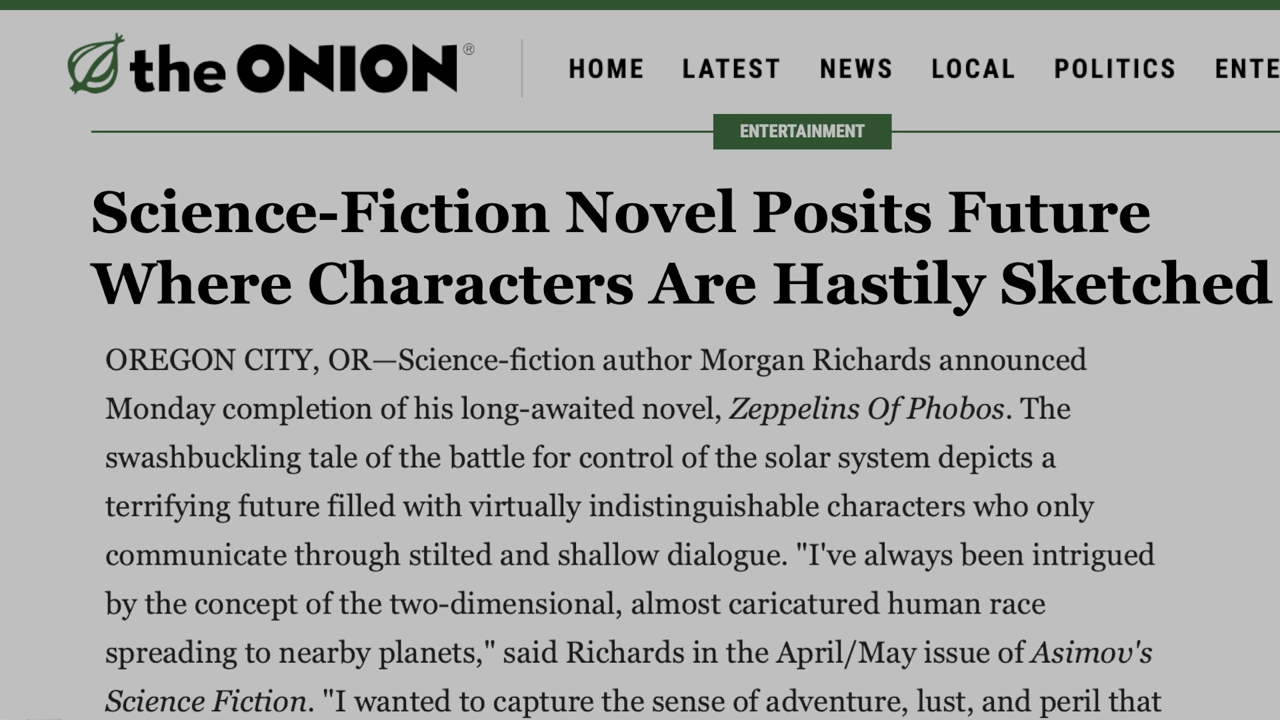 the ONION®
HOME LATEST NEWS LOCAL POLITICS ENTE
ENTERTAINMENT
Science-Fiction Novel Posits Future
Where Characters Are Hastily Sketched
OREGON CITY, OR—Science-fiction author Morgan Richards announced
Monday completion of his long-awaited novel, Zeppelins Of Phobos. The
swashbuckling tale of the battle for control of the solar system depicts a
terrifying future filled with virtually indistinguishable characters who only
communicate through stilted and shallow dialogue. "I've always been intrigued
by the concept of the two-dimensional, almost caricatured human race
spreading to nearby planets," said Richards in the April/May issue of Asimov's
Science Fiction. "I wanted to capture the sense of adventure, lust, and peril that